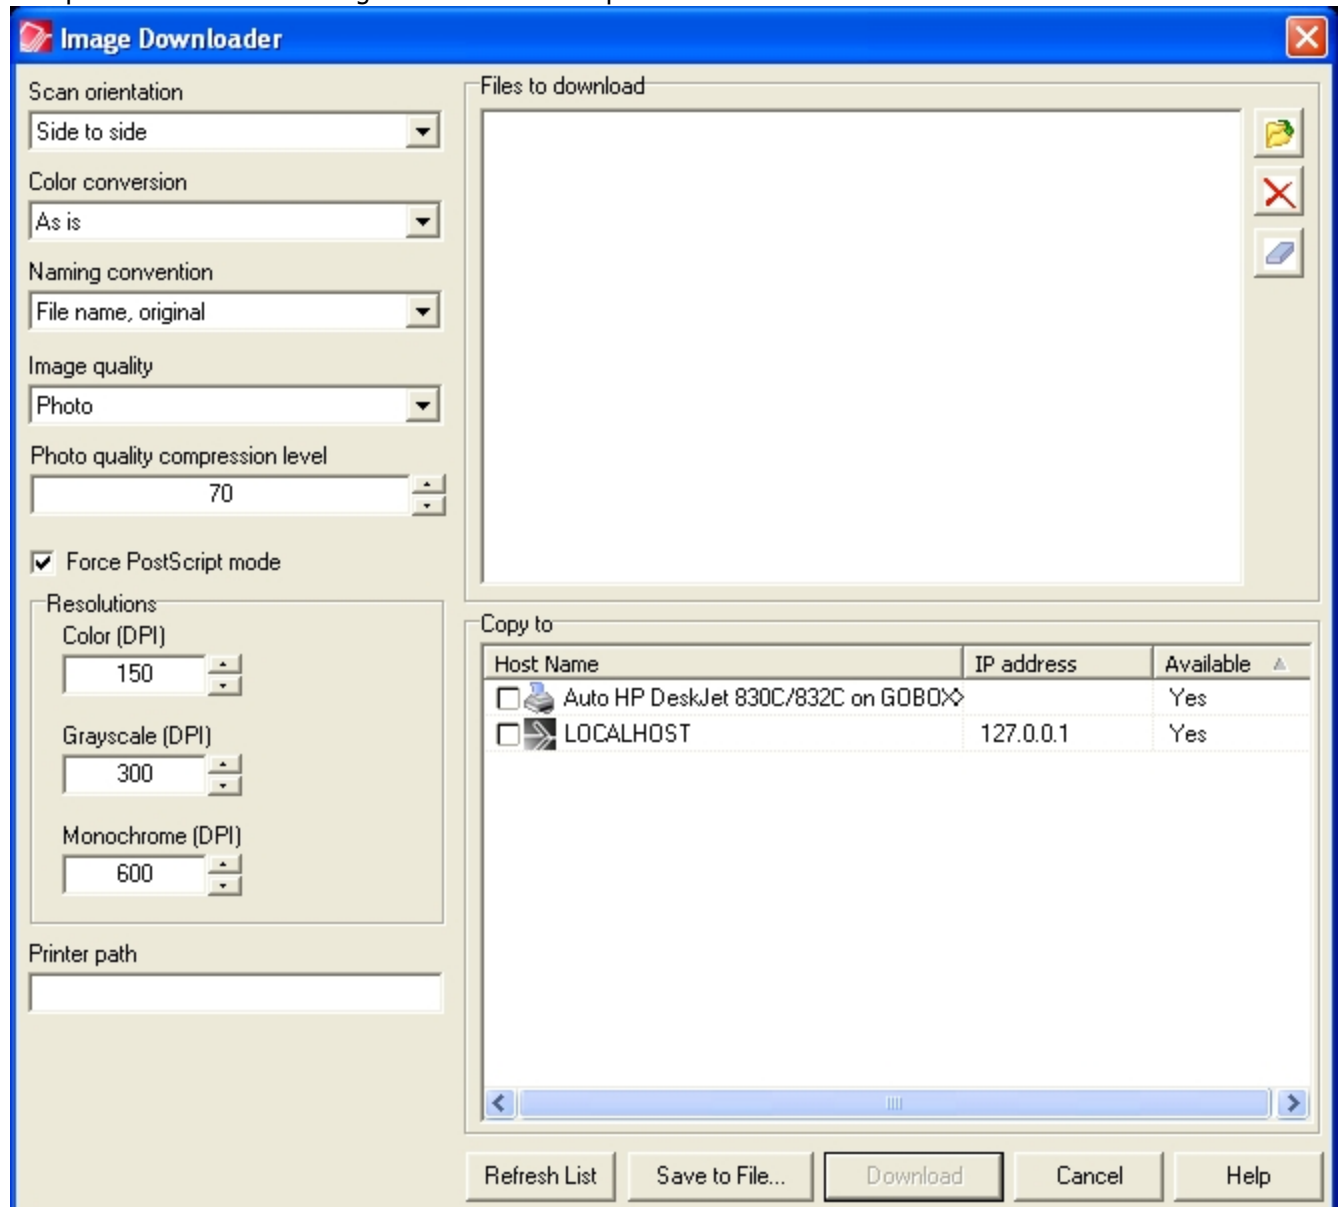 Image Downloader
Scan orientation
Side to side
Color conversion
As is
Naming convention
File name, original
Image quality
Photo
Photo quality compression level
70
Force PostScript mode
Resolutions
Color (DPI)
150
Grayscale (DPI)
300
Monochrome (DPI)
600
Printer path
Files to download
Copy to
Host Name IP address Available
Auto HP DeskJet 830C/832C on GOBOX Yes
LOCALHOST 127.0.0.1 Yes
Refresh List Save to File... Download Cancel Help